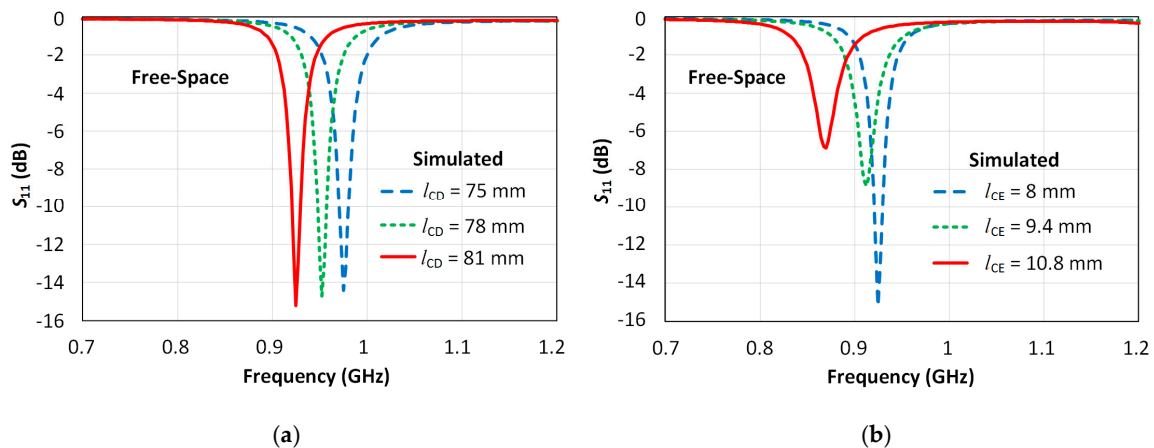 0
-2
-4
-6
-8
-10
-12
-14
-16
S11 (dB)
Free-Space
Simulated
lCD = 75 mm
lCD = 78 mm
lCD = 81 mm
0.7 0.8 0.9 1 1.1 1.2
Frequency (GHz)
(a)
0
-2
-4
-6
-8
-10
-12
-14
-16
S11 (dB)
Free-Space
Simulated
lCE = 8 mm
lCE = 9.4 mm
lCE = 10.8 mm
0.7 0.8 0.9 1 1.1 1.2
Frequency (GHz)
(b)